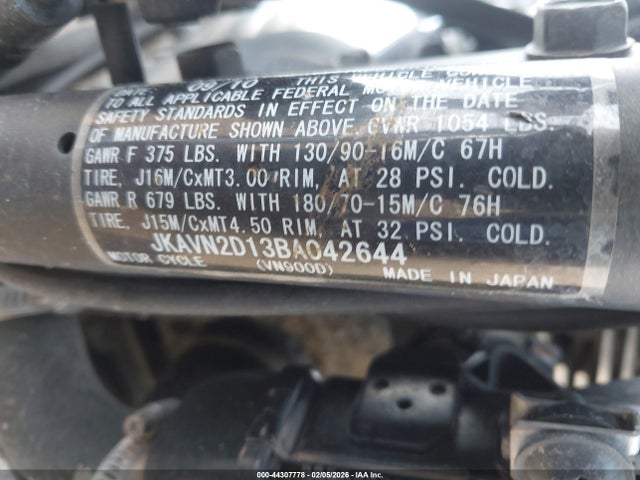 DATE: 09/10 THIS VEHICLE
TO ALL APPLICABLE FEDERAL MOTOR VEHICLE
SAFETY STANDARDS IN EFFECT ON THE DATE
OF MANUFACTURE SHOWN ABOVE. GVWR 1054 LBS.
GAWR F 375 LBS. WITH 130/90-16M/C 67H
TIRE, J16M/CxMT3.00 RIM, AT 28 PSI. COLD.
GAWR R 679 LBS. WITH 180/70-15M/C 76H
TIRE, J15M/CxMT4.50 RIM, AT 32 PSI. COLD.
JKAVN2D13BA042644
MOTOR CYCLE (VN900D) MADE IN JAPAN
000-44307778 - 02/05/2026 - ©IAA, Inc.